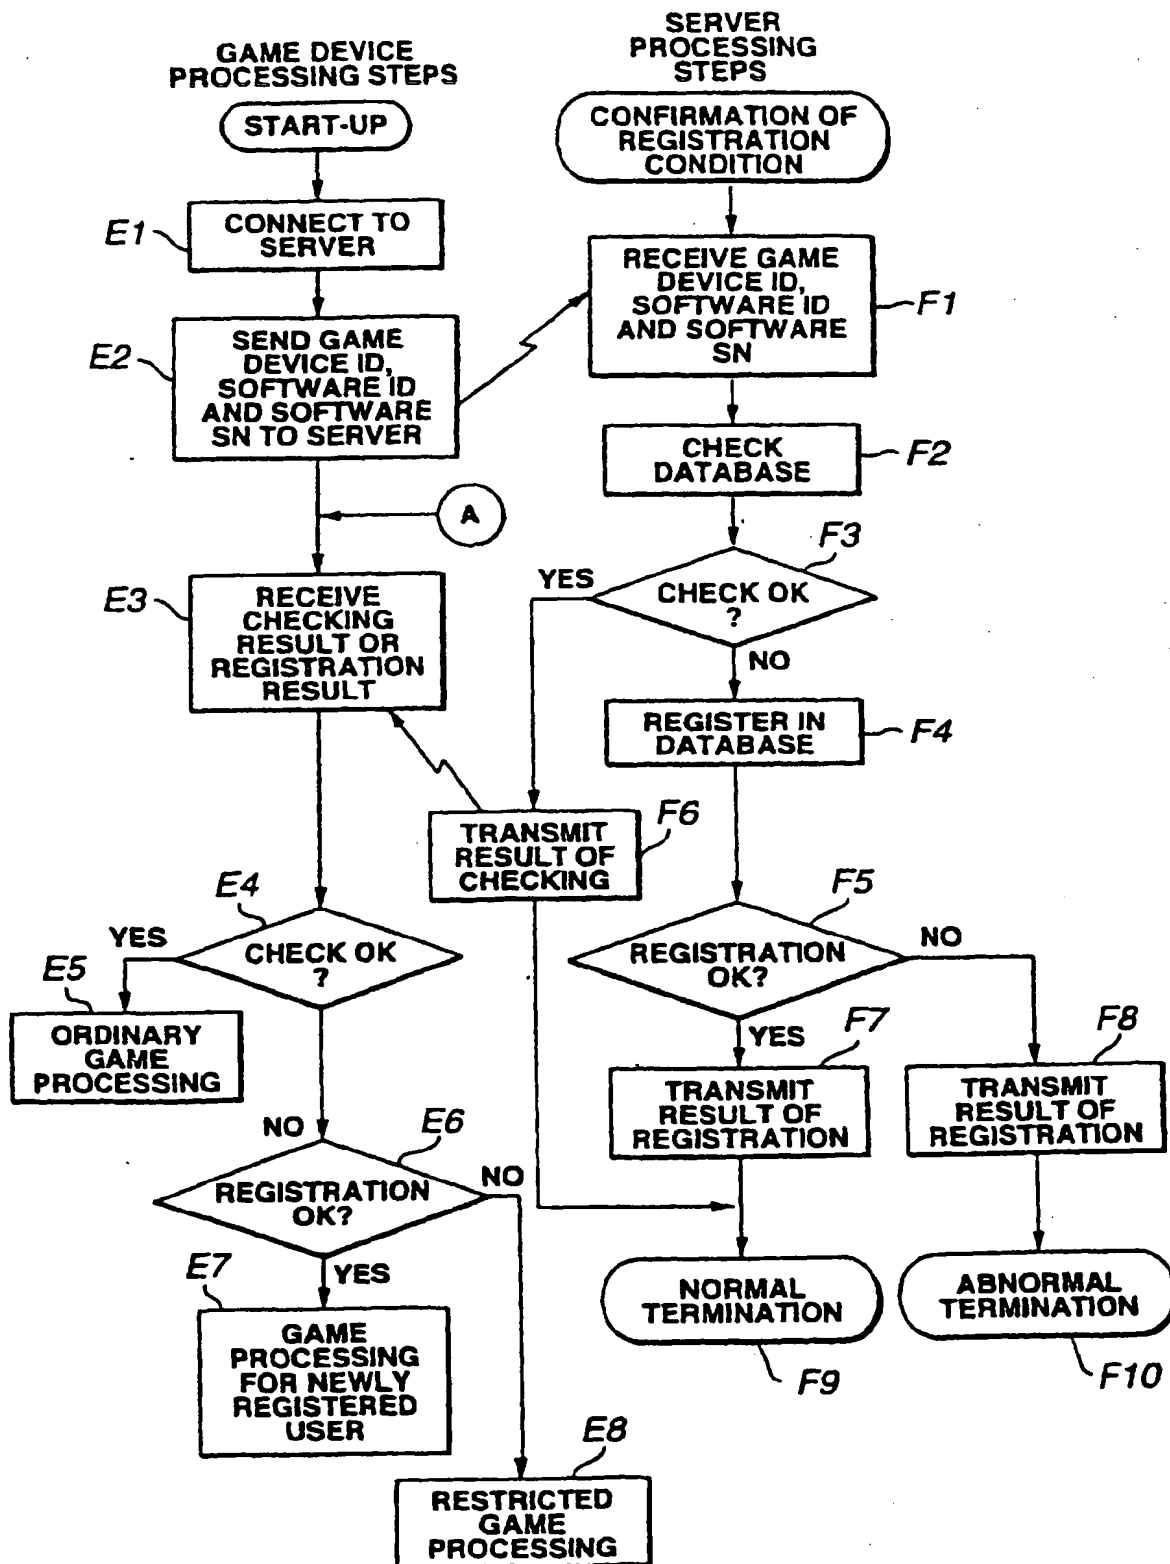 GAME DEVICE
PROCESSING STEPS
START-UP
E1
CONNECT TO
SERVER
E2
SEND GAME
DEVICE ID,
SOFTWARE ID
AND SOFTWARE
SN TO SERVER
A
E3
RECEIVE
CHECKING
RESULT OR
REGISTRATION
RESULT
E4
CHECK OK
?
YES
NO
E5
ORDINARY
GAME
PROCESSING
E6
REGISTRATION
OK?
NO
YES
E7
GAME
PROCESSING
FOR NEWLY
REGISTERED
USER
E8
RESTRICTED
GAME
PROCESSING
SERVER
PROCESSING
STEPS
CONFIRMATION OF
REGISTRATION
CONDITION
RECEIVE GAME
DEVICE ID,
SOFTWARE ID
AND SOFTWARE
SN
F1
CHECK
DATABASE
F2
F3
CHECK OK
?
YES
NO
REGISTER IN
DATABASE
F4
F6
TRANSMIT
RESULT OF
CHECKING
F5
REGISTRATION
OK?
NO
YES
F7
TRANSMIT
RESULT OF
REGISTRATION
F8
TRANSMIT
RESULT OF
REGISTRATION
NORMAL
TERMINATION
F9
ABNORMAL
TERMINATION
F10